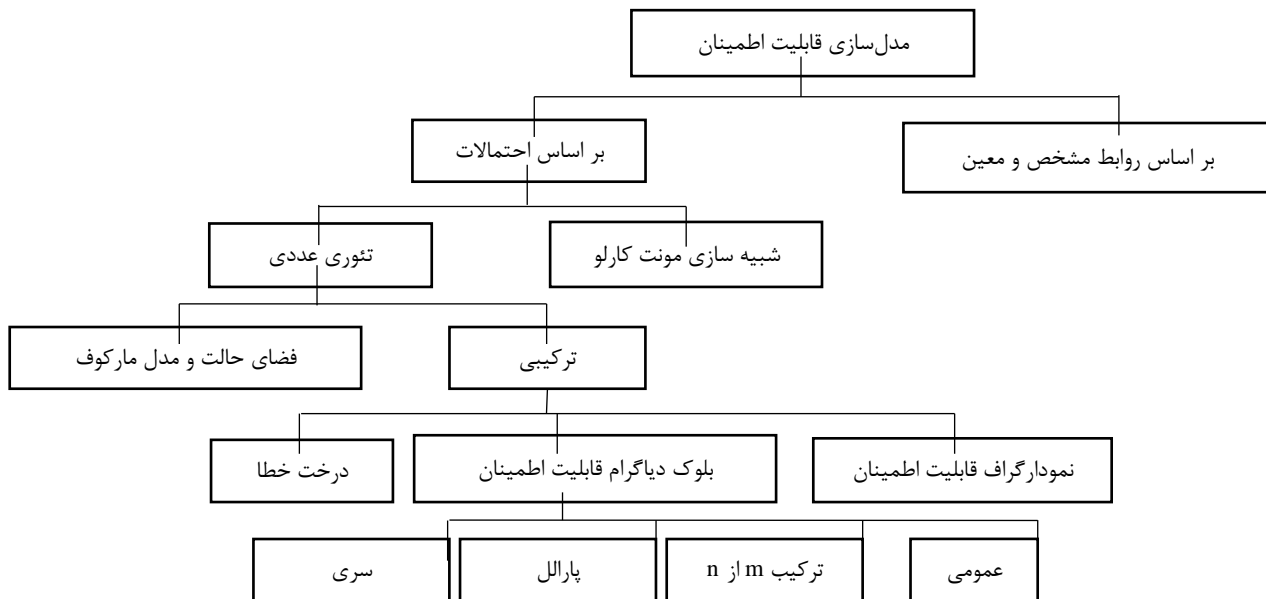 مدل‌سازی قابلیت اطمینان
بر اساس روابط مشخص و معین
بر اساس احتمالات
شبیه سازی مونت کارلو
تئوری عددی
ترکیبی
فضای حالت و مدل مارکوف
نمودارگراف قابلیت اطمینان
بلوک دیاگرام قابلیت اطمینان
درخت خطا
عمومی
ترکیب m از n
پارالل
سری